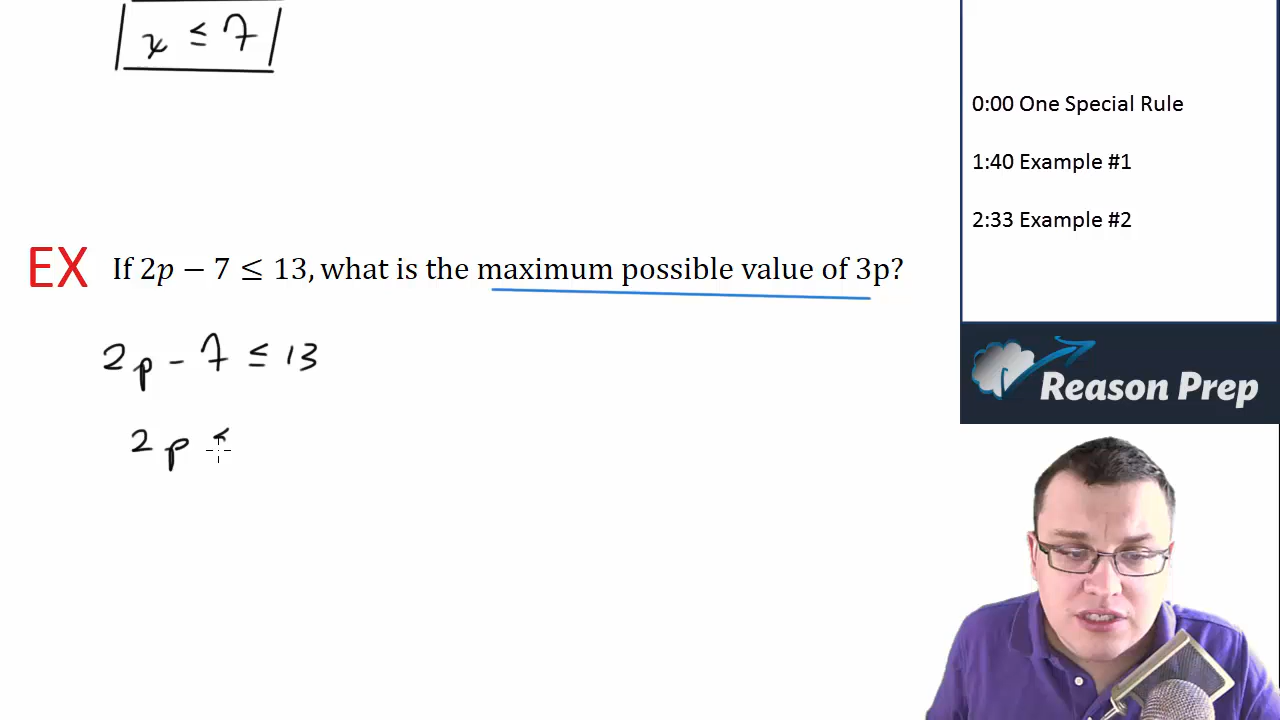 x ≤ 7
0:00 One Special Rule
1:40 Example #1
2:33 Example #2
EX If 2p − 7 ≤ 13, what is the maximum possible value of 3p?
2p - 7 ≤ 13
2p ≤
Reason Prep